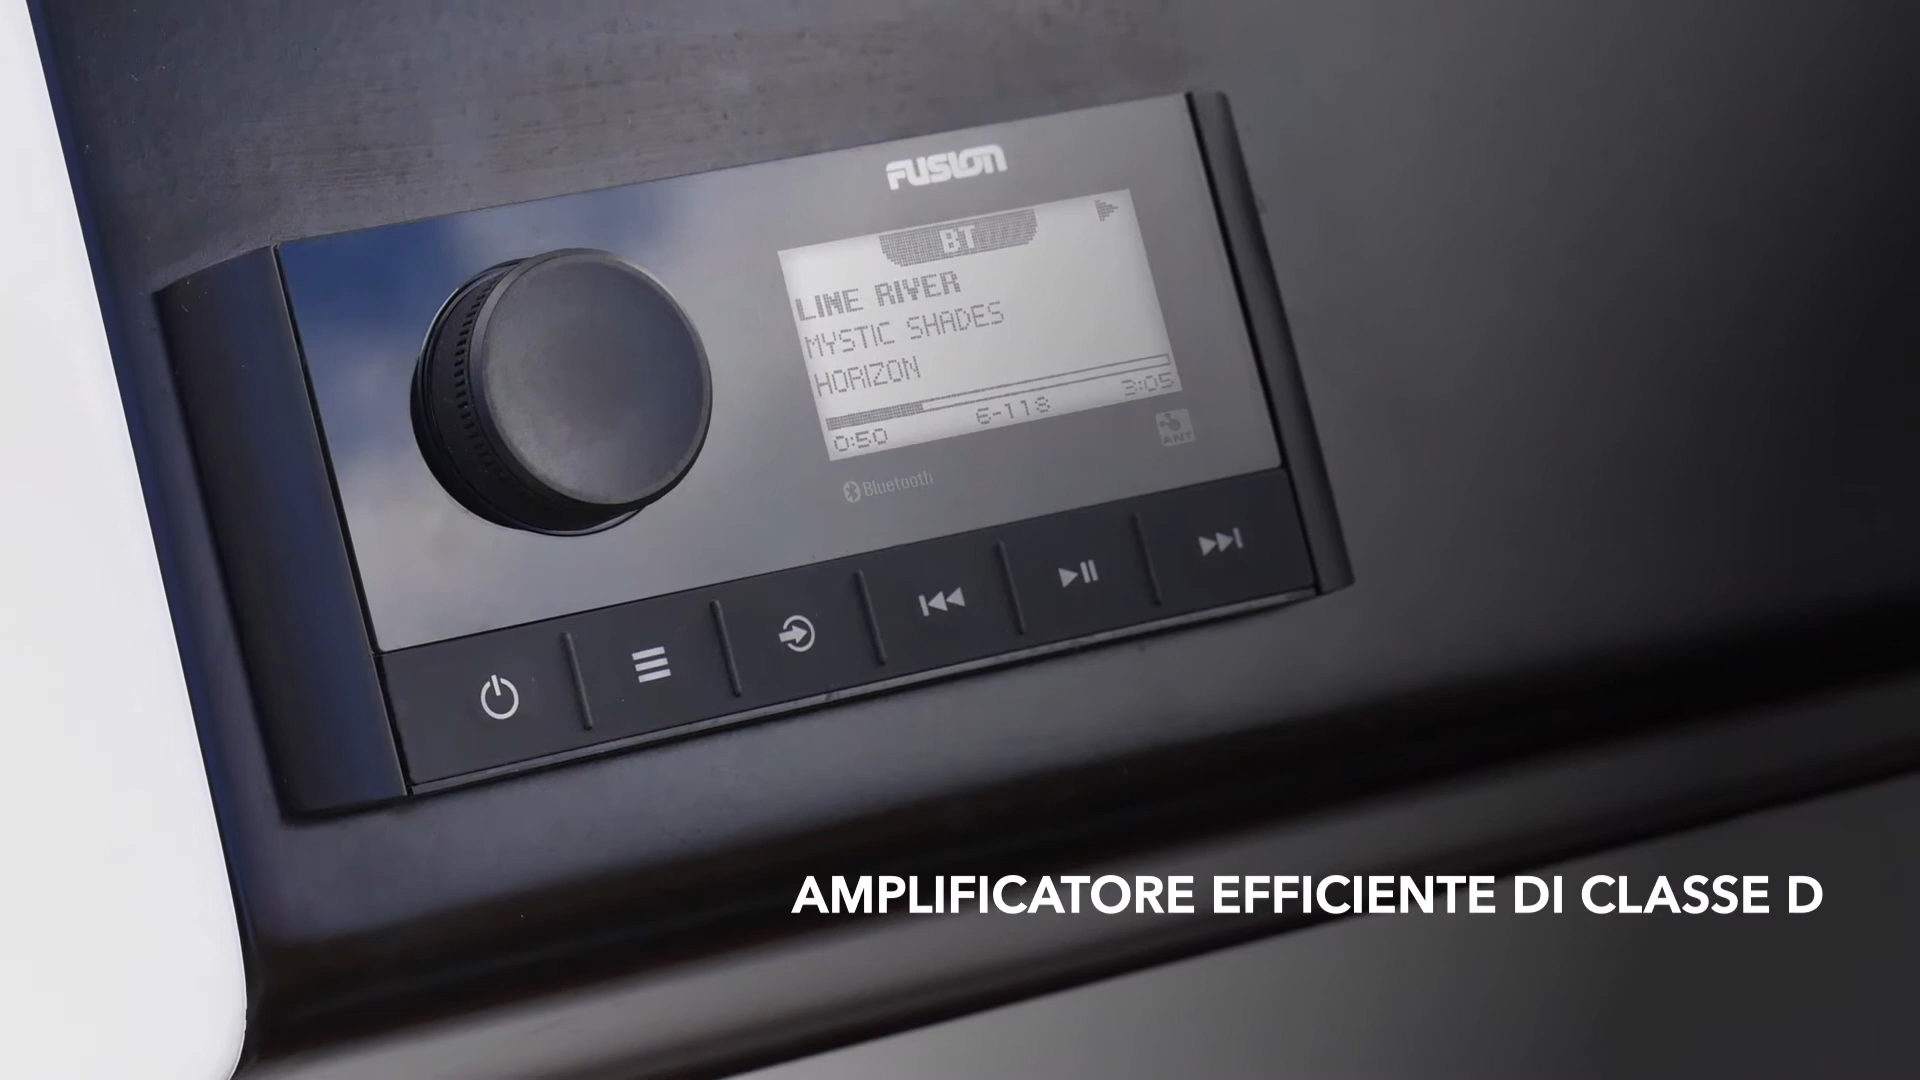 FUSION
BT
LINE RIVER
MYSTIC SHADES
HORIZON
0:50 6-118 3:05
Bluetooth
ANT
AMPLIFICATORE EFFICIENTE DI CLASSE D